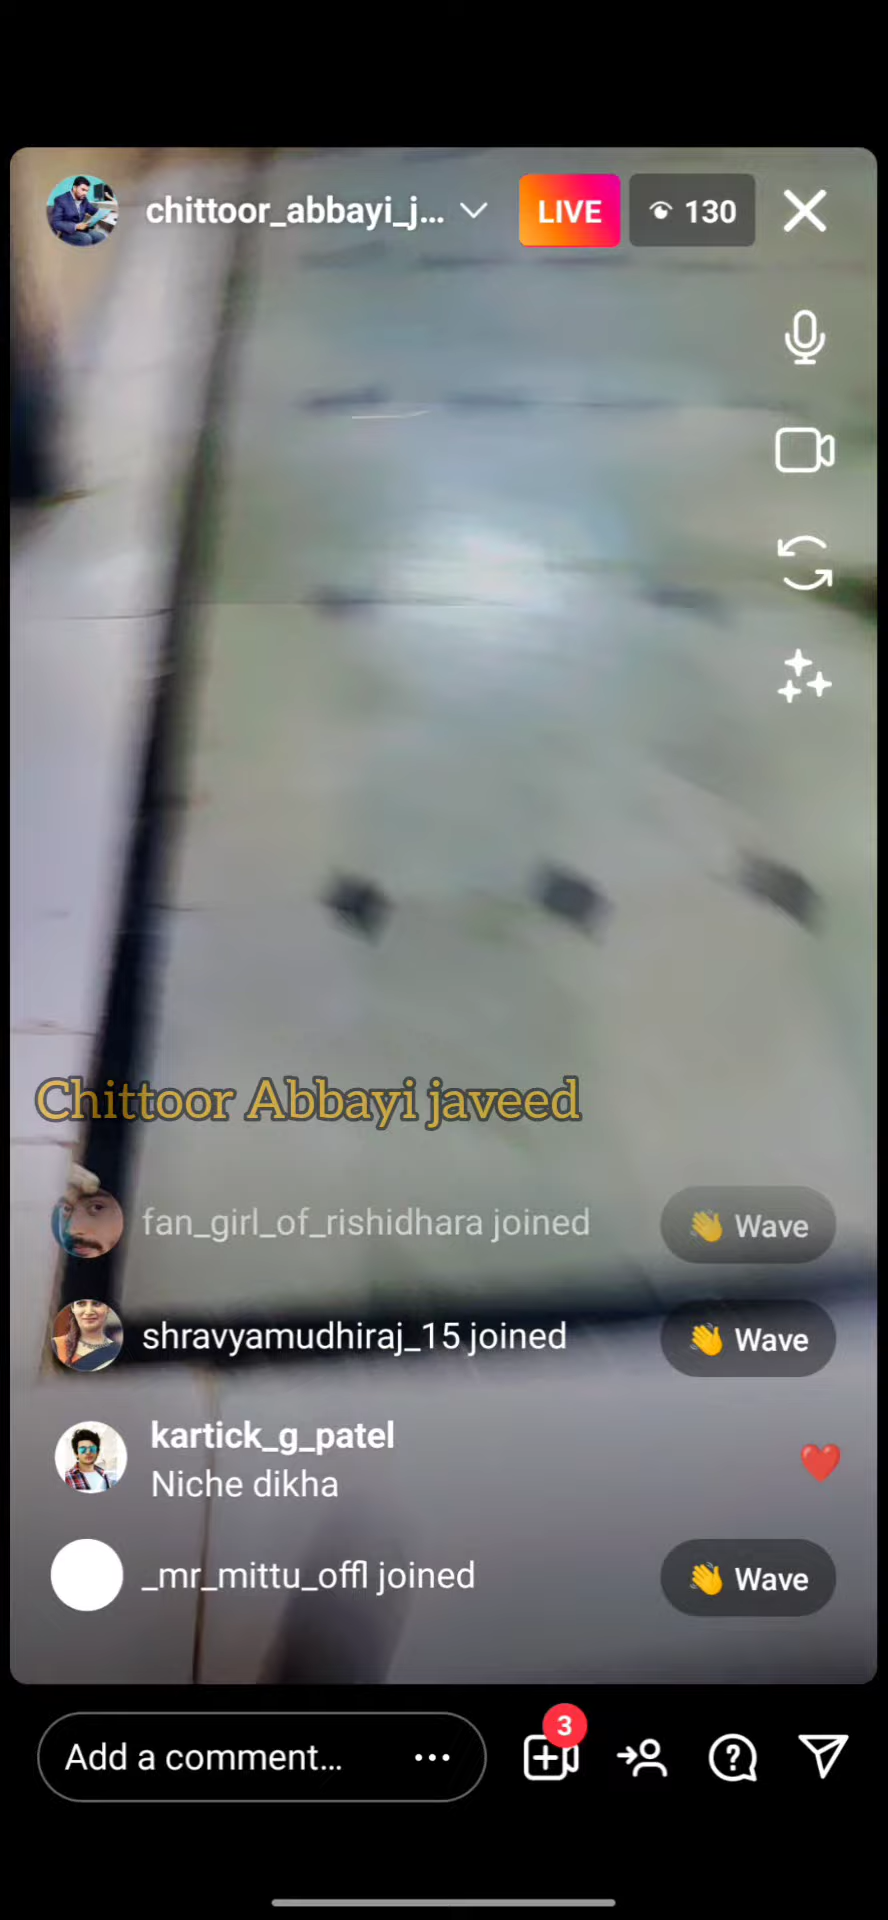 chittoor_abbayi_j...
LIVE
130
Chittoor Abbayi javeed
fan_girl_of_rishidhara joined
Wave
shravyamudhiraj_15 joined
Wave
kartick_g_patel
Niche dikha
_mr_mittu_offl joined
Wave
3
Add a comment...